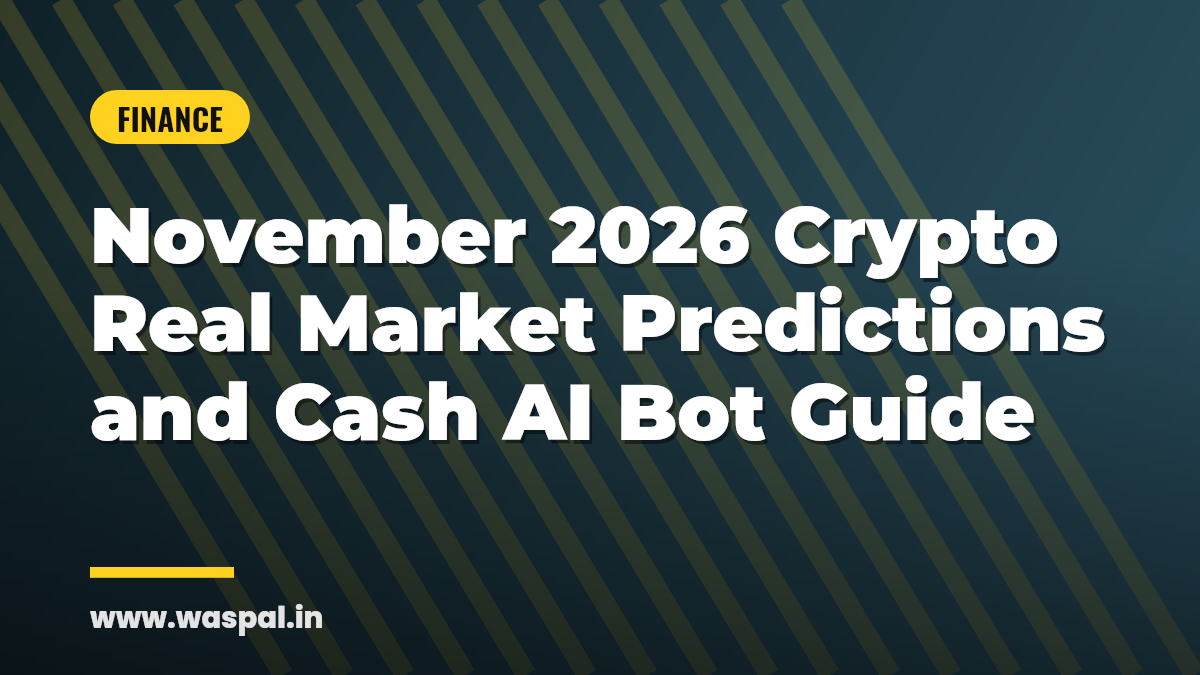 FINANCE
November 2026 Crypto
Real Market Predictions
and Cash AI Bot Guide
www.waspal.in